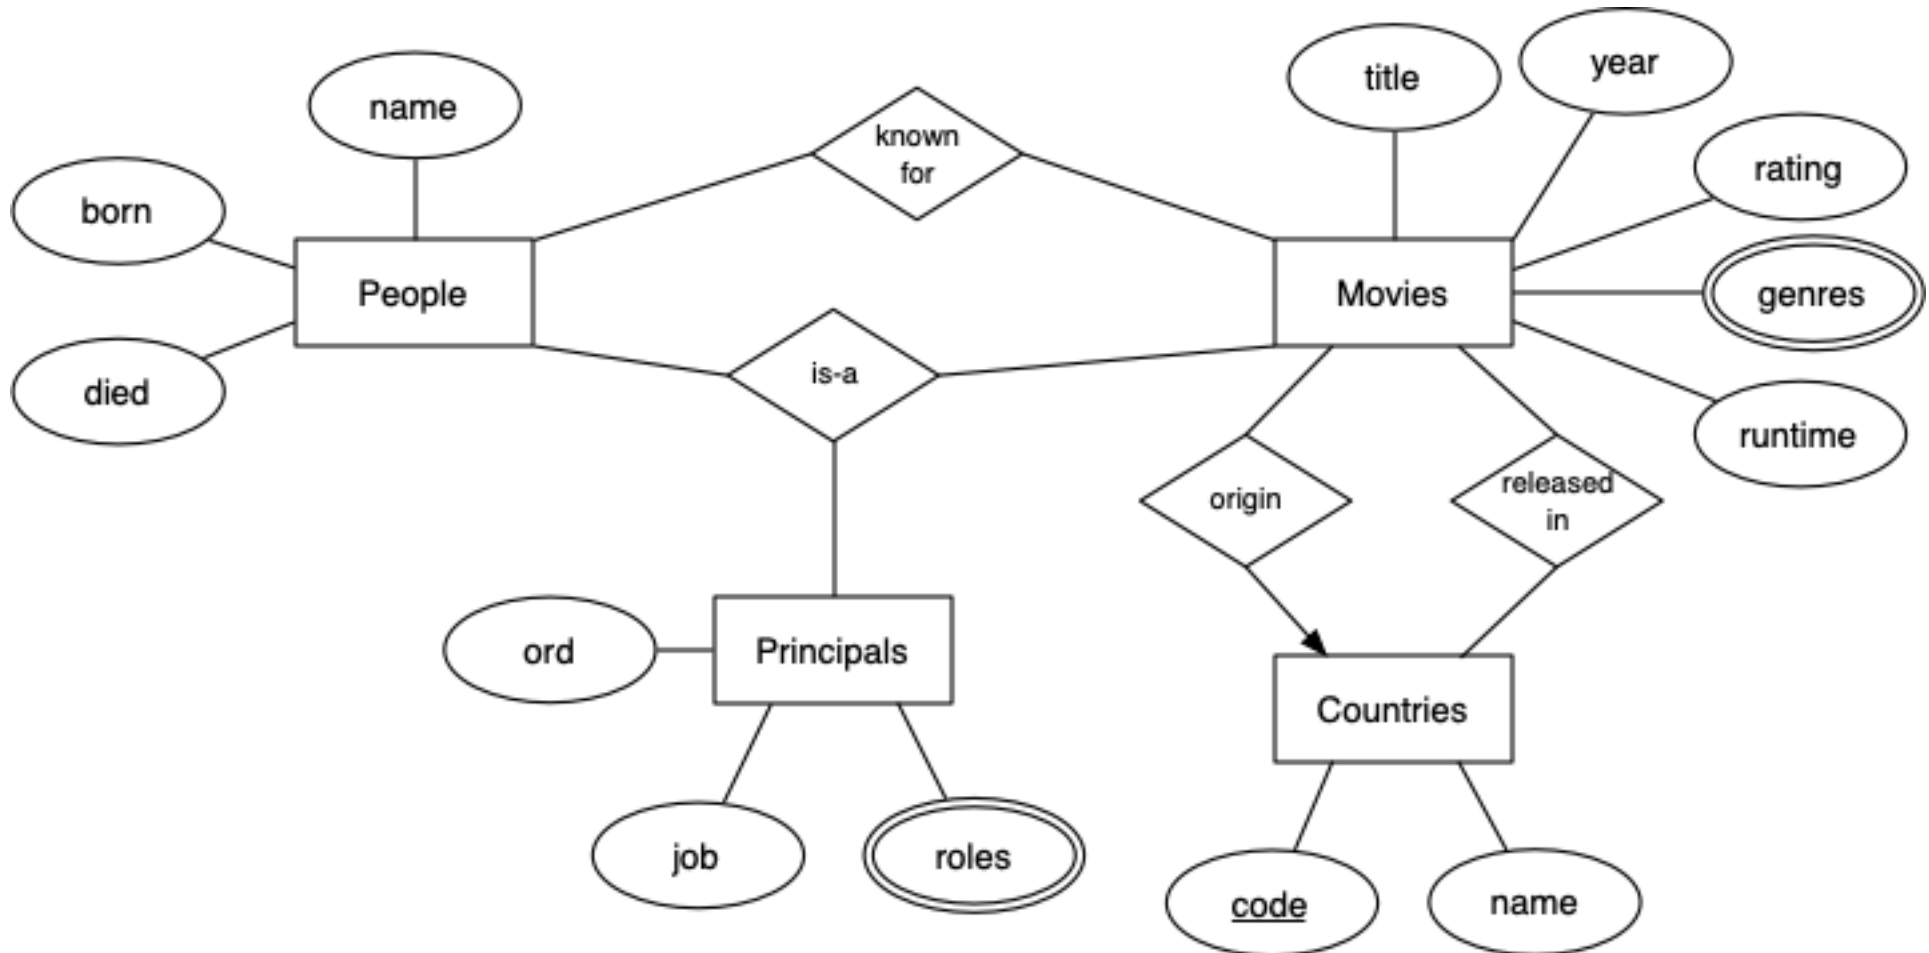 year
title
name
known
for
rating
born
People
Movies
genres
is-a
died
runtime
origin
released
in
ord
Principals
Countries
job
roles
code
name